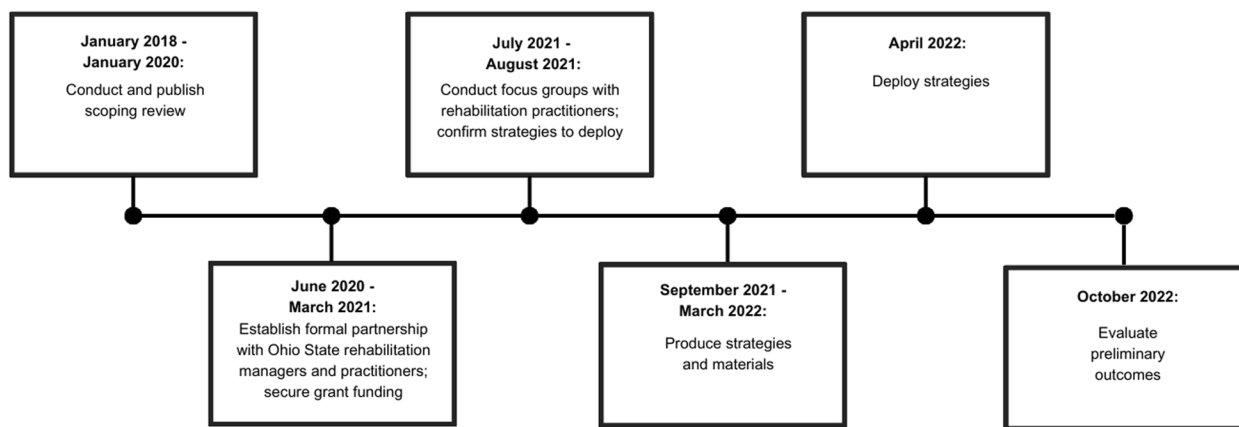 January 2018 -
January 2020:
Conduct and publish
scoping review
June 2020 -
March 2021:
Establish formal partnership
with Ohio State rehabilitation
managers and practitioners;
secure grant funding
July 2021 -
August 2021:
Conduct focus groups with
rehabilitation practitioners;
confirm strategies to deploy
September 2021 -
March 2022:
Produce strategies
and materials
April 2022:
Deploy strategies
October 2022:
Evaluate
preliminary
outcomes